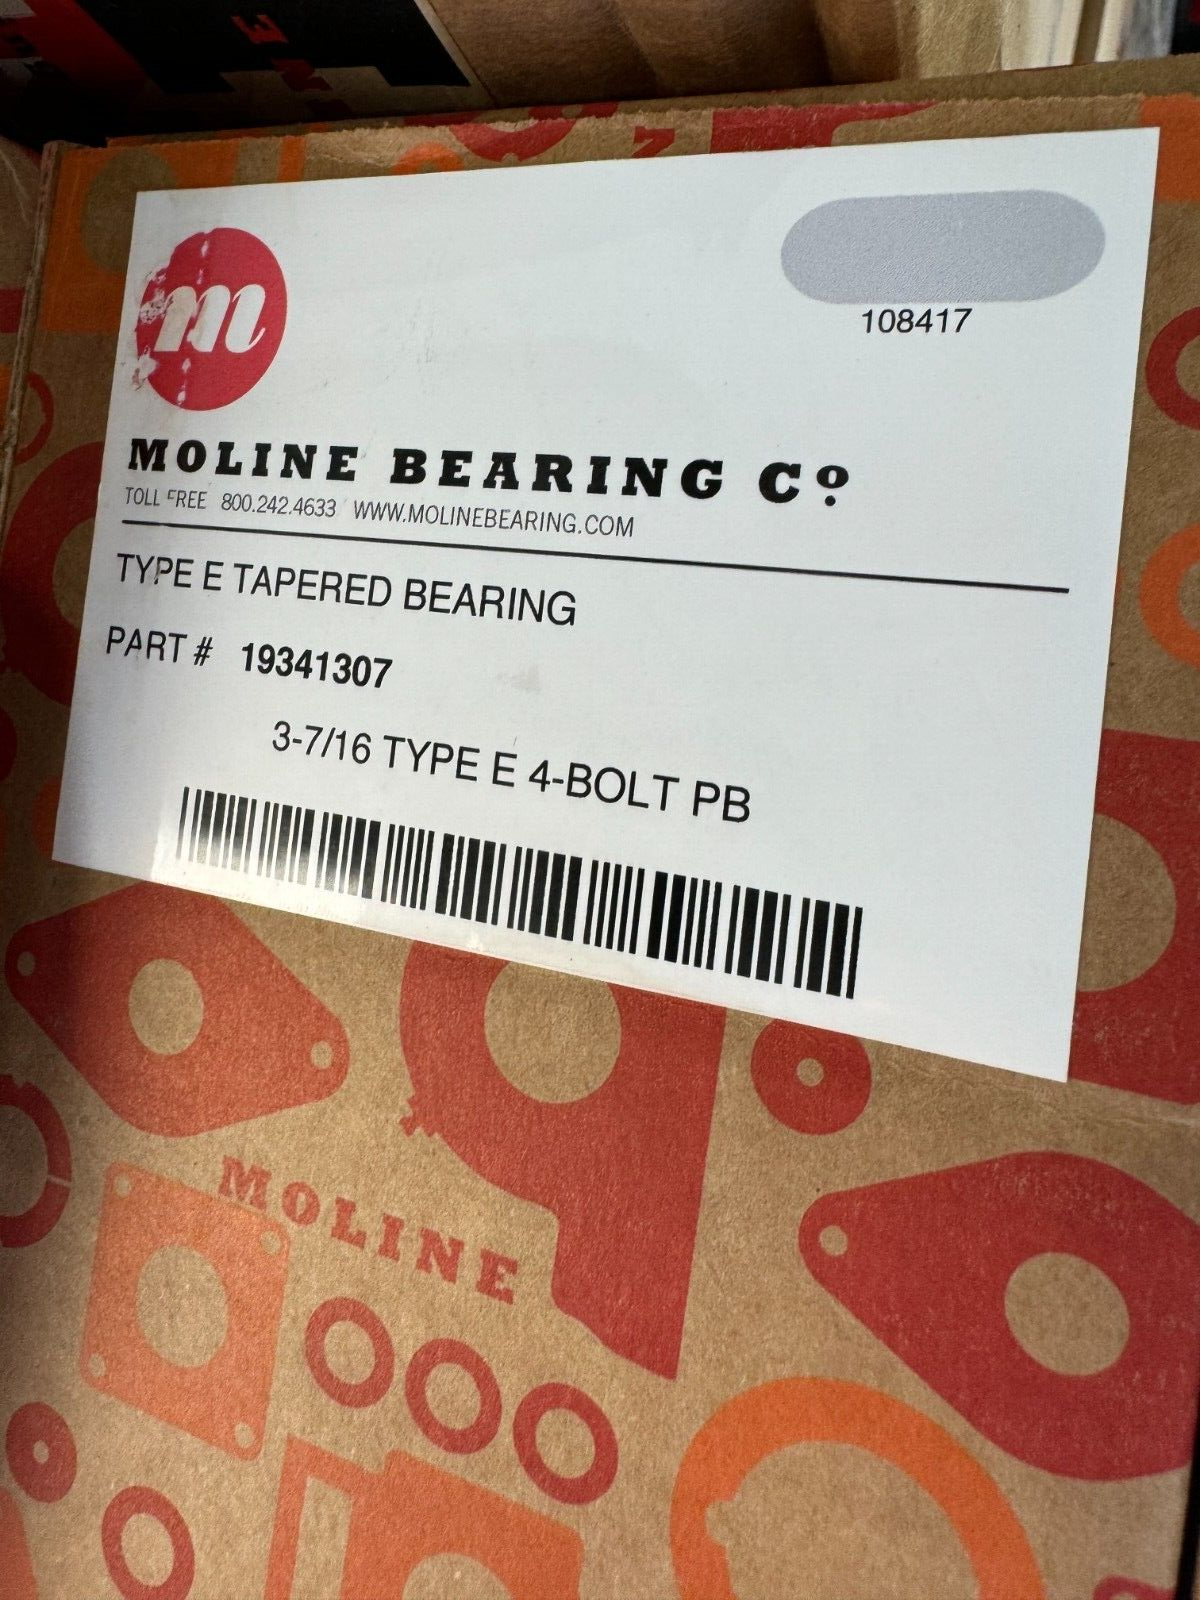 m
108417
MOLINE BEARING Cº
TOLL FREE 800.242.4633 WWW.MOLINEBEARING.COM
TYPE E TAPERED BEARING
PART # 19341307
3-7/16 TYPE E 4-BOLT PB
MOLINE